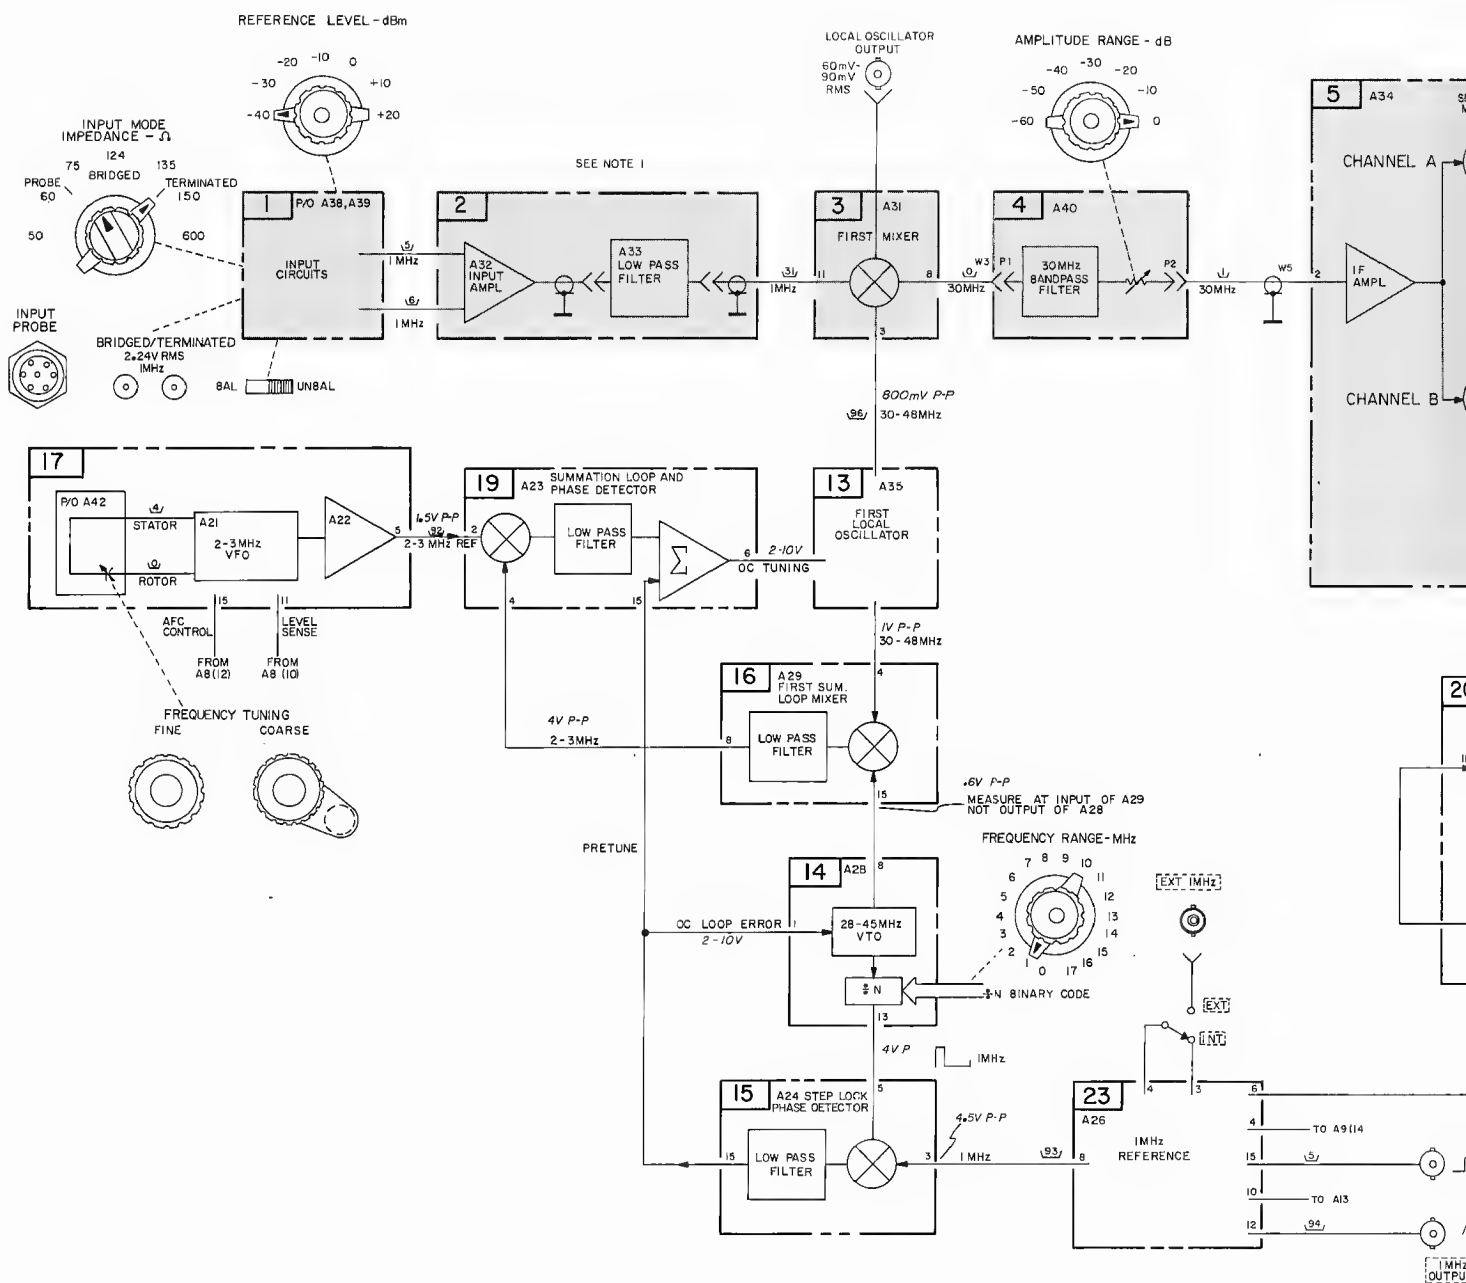 REFERENCE LEVEL-dBm
-20 -10 0
-30 +10
-40 +20
LOCAL OSCILLATOR
OUTPUT
60mV-
90mV
RMS
AMPLITUDE RANGE - dB
-40 -30 -20
-50 -10
-60 0
INPUT MODE
IMPEDANCE - Ω
124
75 135
BRIDGED
PROBE TERMINATED
60 150
50 600
INPUT
PROBE
BRIDGED/TERMINATED
2.24V RMS
1MHz
BAL UNBAL
1 P/O A38,A39
INPUT
CIRCUITS
5
1MHz
6
1MHz
SEE NOTE 1
2
A32
INPUT
AMPL
A33
LOW PASS
FILTER
31
1MHz
3 A31
FIRST MIXER
11 8
3
0 W3 P1
30MHz
4 A40
30MHz
BANDPASS
FILTER
P2
1
30MHz
W5
5 A34
2
IF
AMPL
CHANNEL A
CHANNEL B
800mV P-P
96 30-48MHz
17
P/O A42
4
STATOR
0
ROTOR
A21
2-3MHz
VFO
A22
5
15 11
AFC
CONTROL
LEVEL
SENSE
FROM
A8(12)
FROM
A8(10)
FREQUENCY TUNING
FINE COARSE
1.5V P-P
92
2-3 MHz REF
19 A23 SUMMATION LOOP AND
PHASE DETECTOR
2
LOW PASS
FILTER
Σ
4 15
6 2-10V
OC TUNING
13 A35
FIRST
LOCAL
OSCILLATOR
1V P-P
30-48MHz
16 A29
FIRST SUM.
LOOP MIXER
4
LOW PASS
FILTER
8
15
4V P-P
2-3MHz
.6V P-P
MEASURE AT INPUT OF A29
NOT OUTPUT OF A28
PRETUNE
14 A28 8
OC LOOP ERROR 1
2-10V
28-45MHz
VTO
÷ N
13
÷N BINARY CODE
FREQUENCY RANGE-MHz
7 8 9 10
6 11
5 12
4 13
3 14
2 15
1 0 17 16
EXT 1MHz
EXT
INT
4V P
1MHz
15 A24 STEP LOCK
PHASE DETECTOR
5
LOW PASS
FILTER
15 3
4.5V P-P
1MHz
93
23
A26
1MHz
REFERENCE
8
4 3 6
4 TO A9(14
15 5
10 TO A13
12 94
1MHz
OUTPU